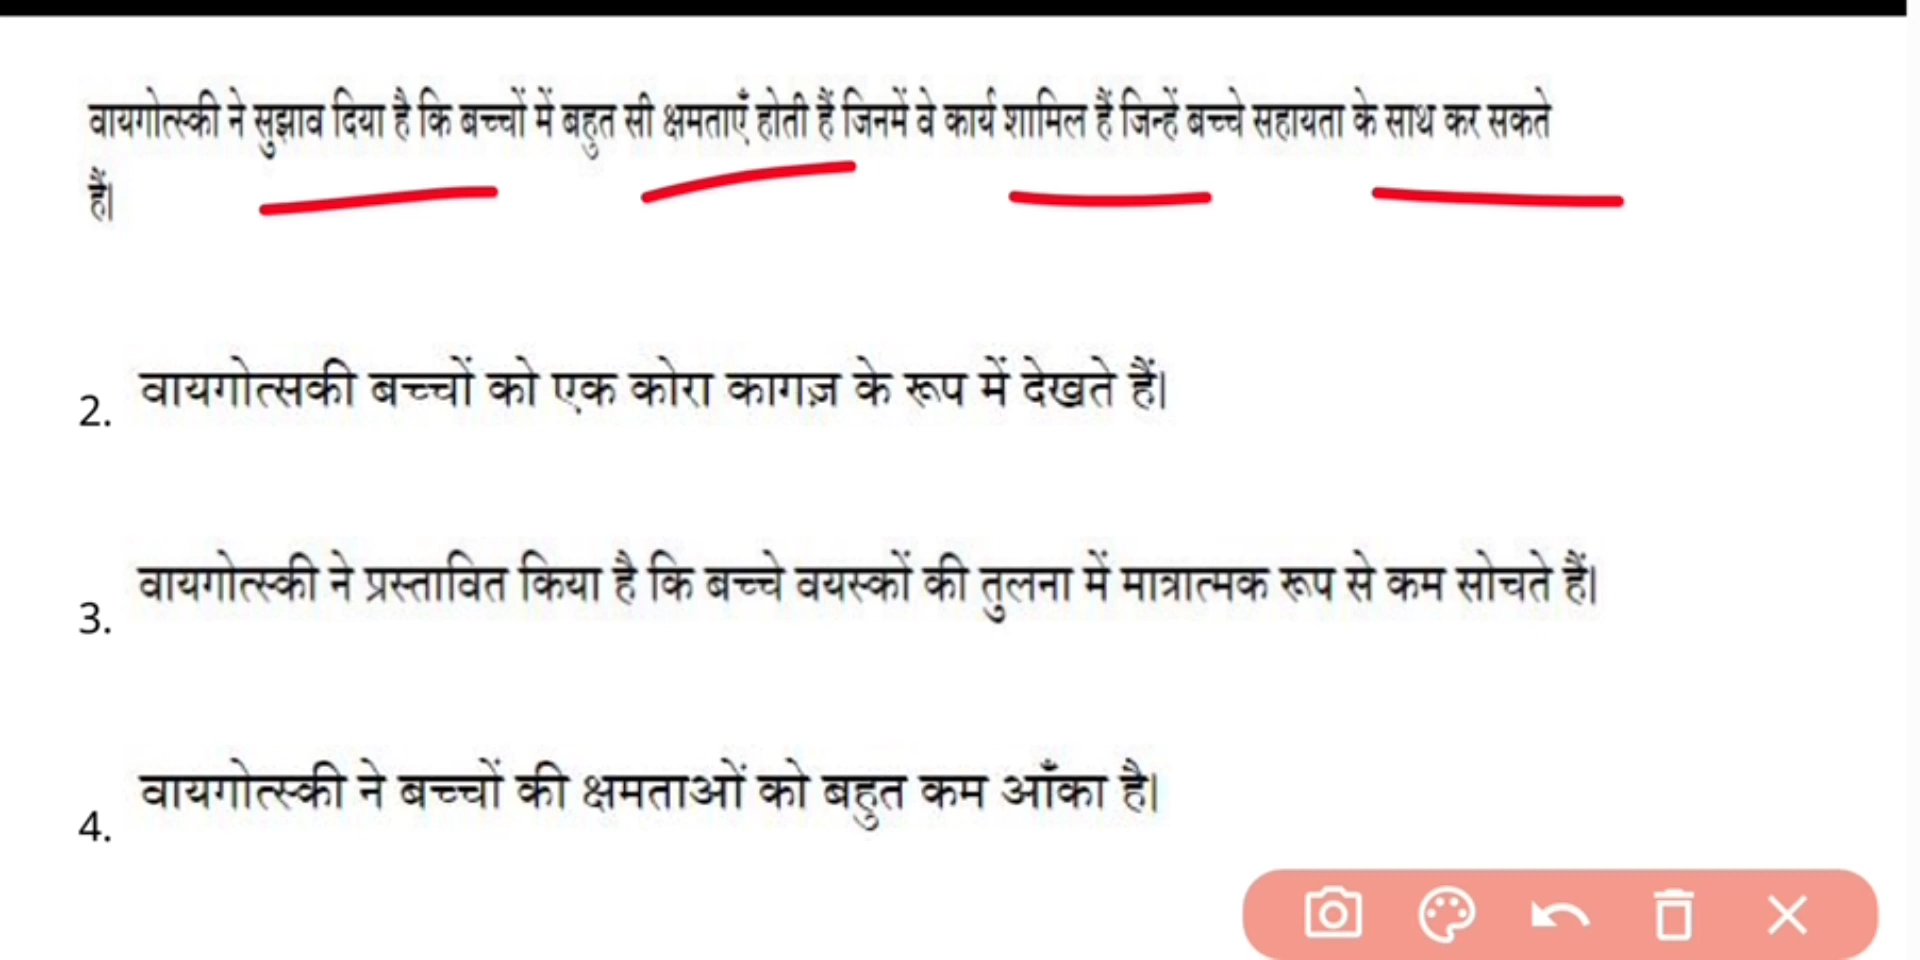 वायगोत्स्की ने सुझाव दिया है कि बच्चों में बहुत सी क्षमताएँ होती हैं जिनमें वे कार्य शामिल हैं जिन्हें बच्चे सहायता के साथ कर सकते
हैं|
2. वायगोत्सकी बच्चों को एक कोरा कागज़ के रूप में देखते हैं|
3. वायगोत्स्की ने प्रस्तावित किया है कि बच्चे वयस्कों की तुलना में मात्रात्मक रूप से कम सोचते हैं|
4. वायगोत्स्की ने बच्चों की क्षमताओं को बहुत कम आँका है|